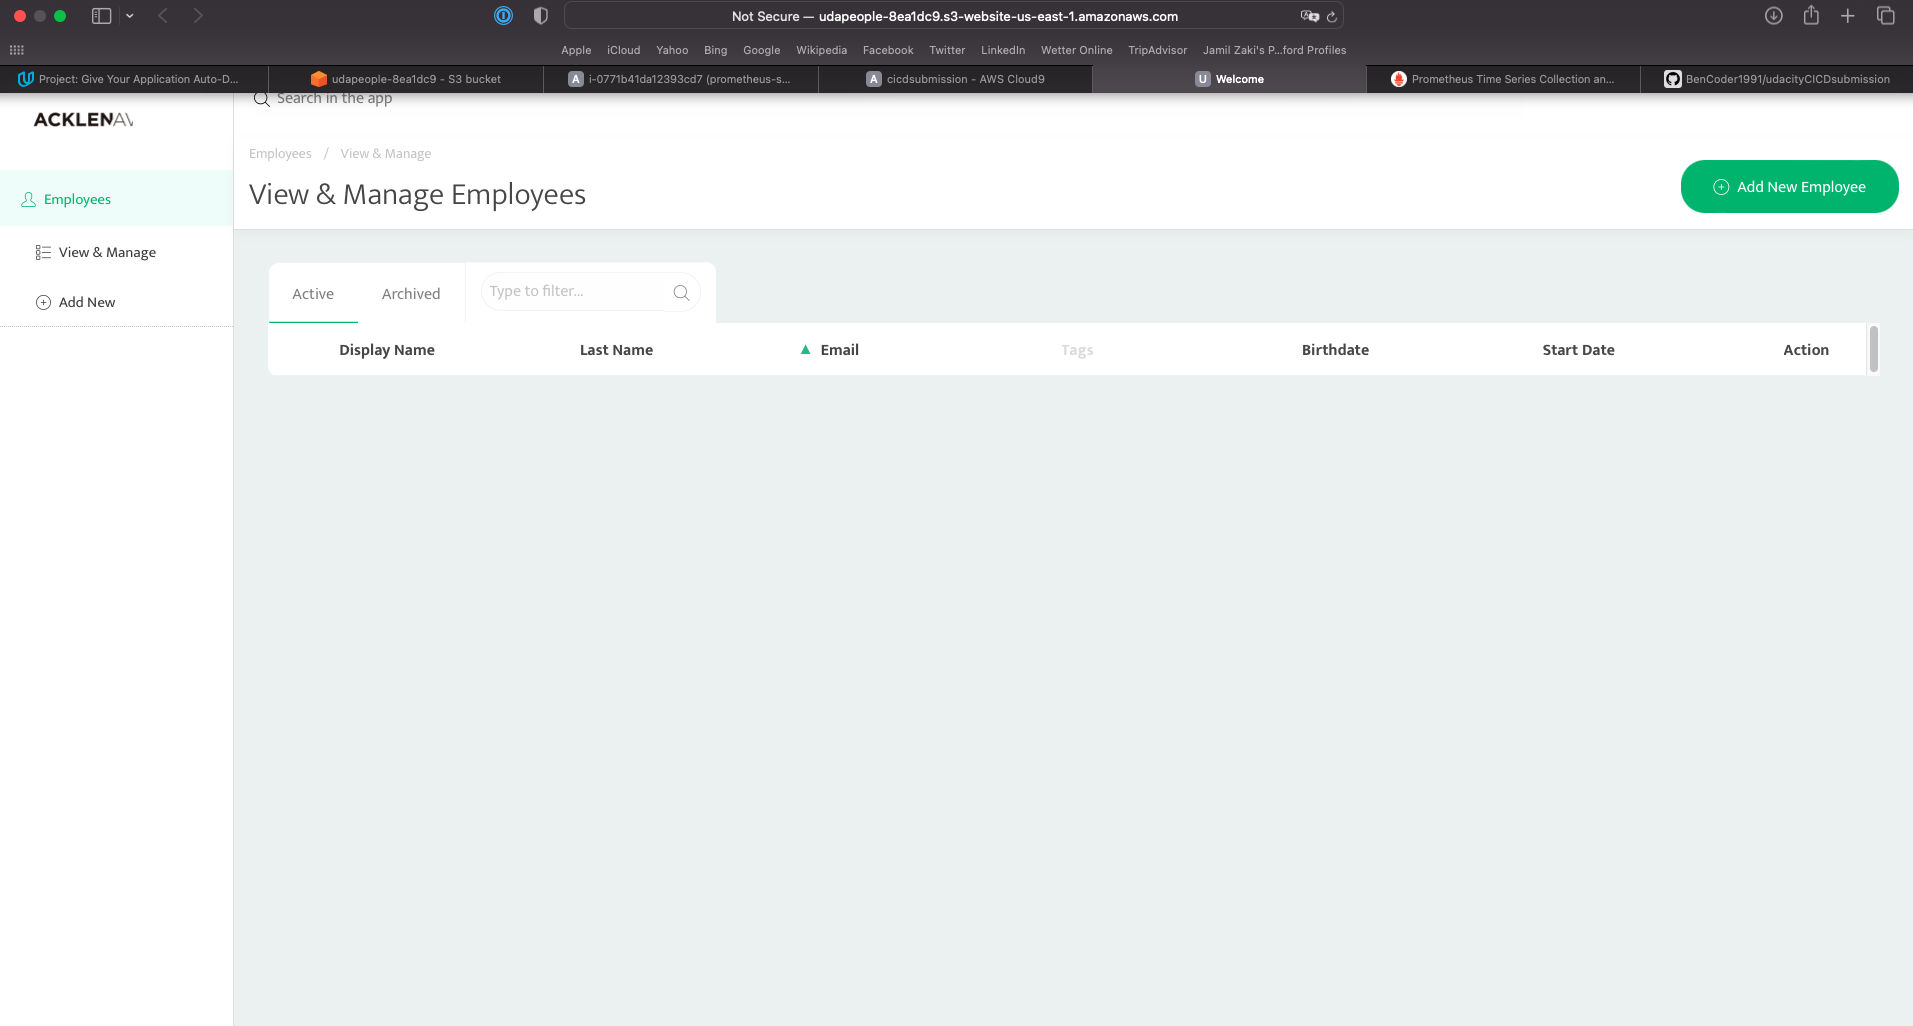 Not Secure — udapeople-8ea1dc9.s3-website-us-east-1.amazonaws.com
Apple iCloud Yahoo Bing Google Wikipedia Facebook Twitter LinkedIn Wetter Online TripAdvisor Jamil Zaki's P...ford Profiles
Project: Give Your Application Auto-D... udapeople-8ea1dc9 - S3 bucket A i-0771b41da12393cd7 (prometheus-s... A cicdsubmission - AWS Cloud9 U Welcome Prometheus Time Series Collection an... BenCoder1991/udacityCICDsubmission
Search in the app
ACKLENAV
Employees / View & Manage
View & Manage Employees
Add New Employee
Employees
View & Manage
Add New
Active Archived Type to filter...
Display Name Last Name Email Tags Birthdate Start Date Action